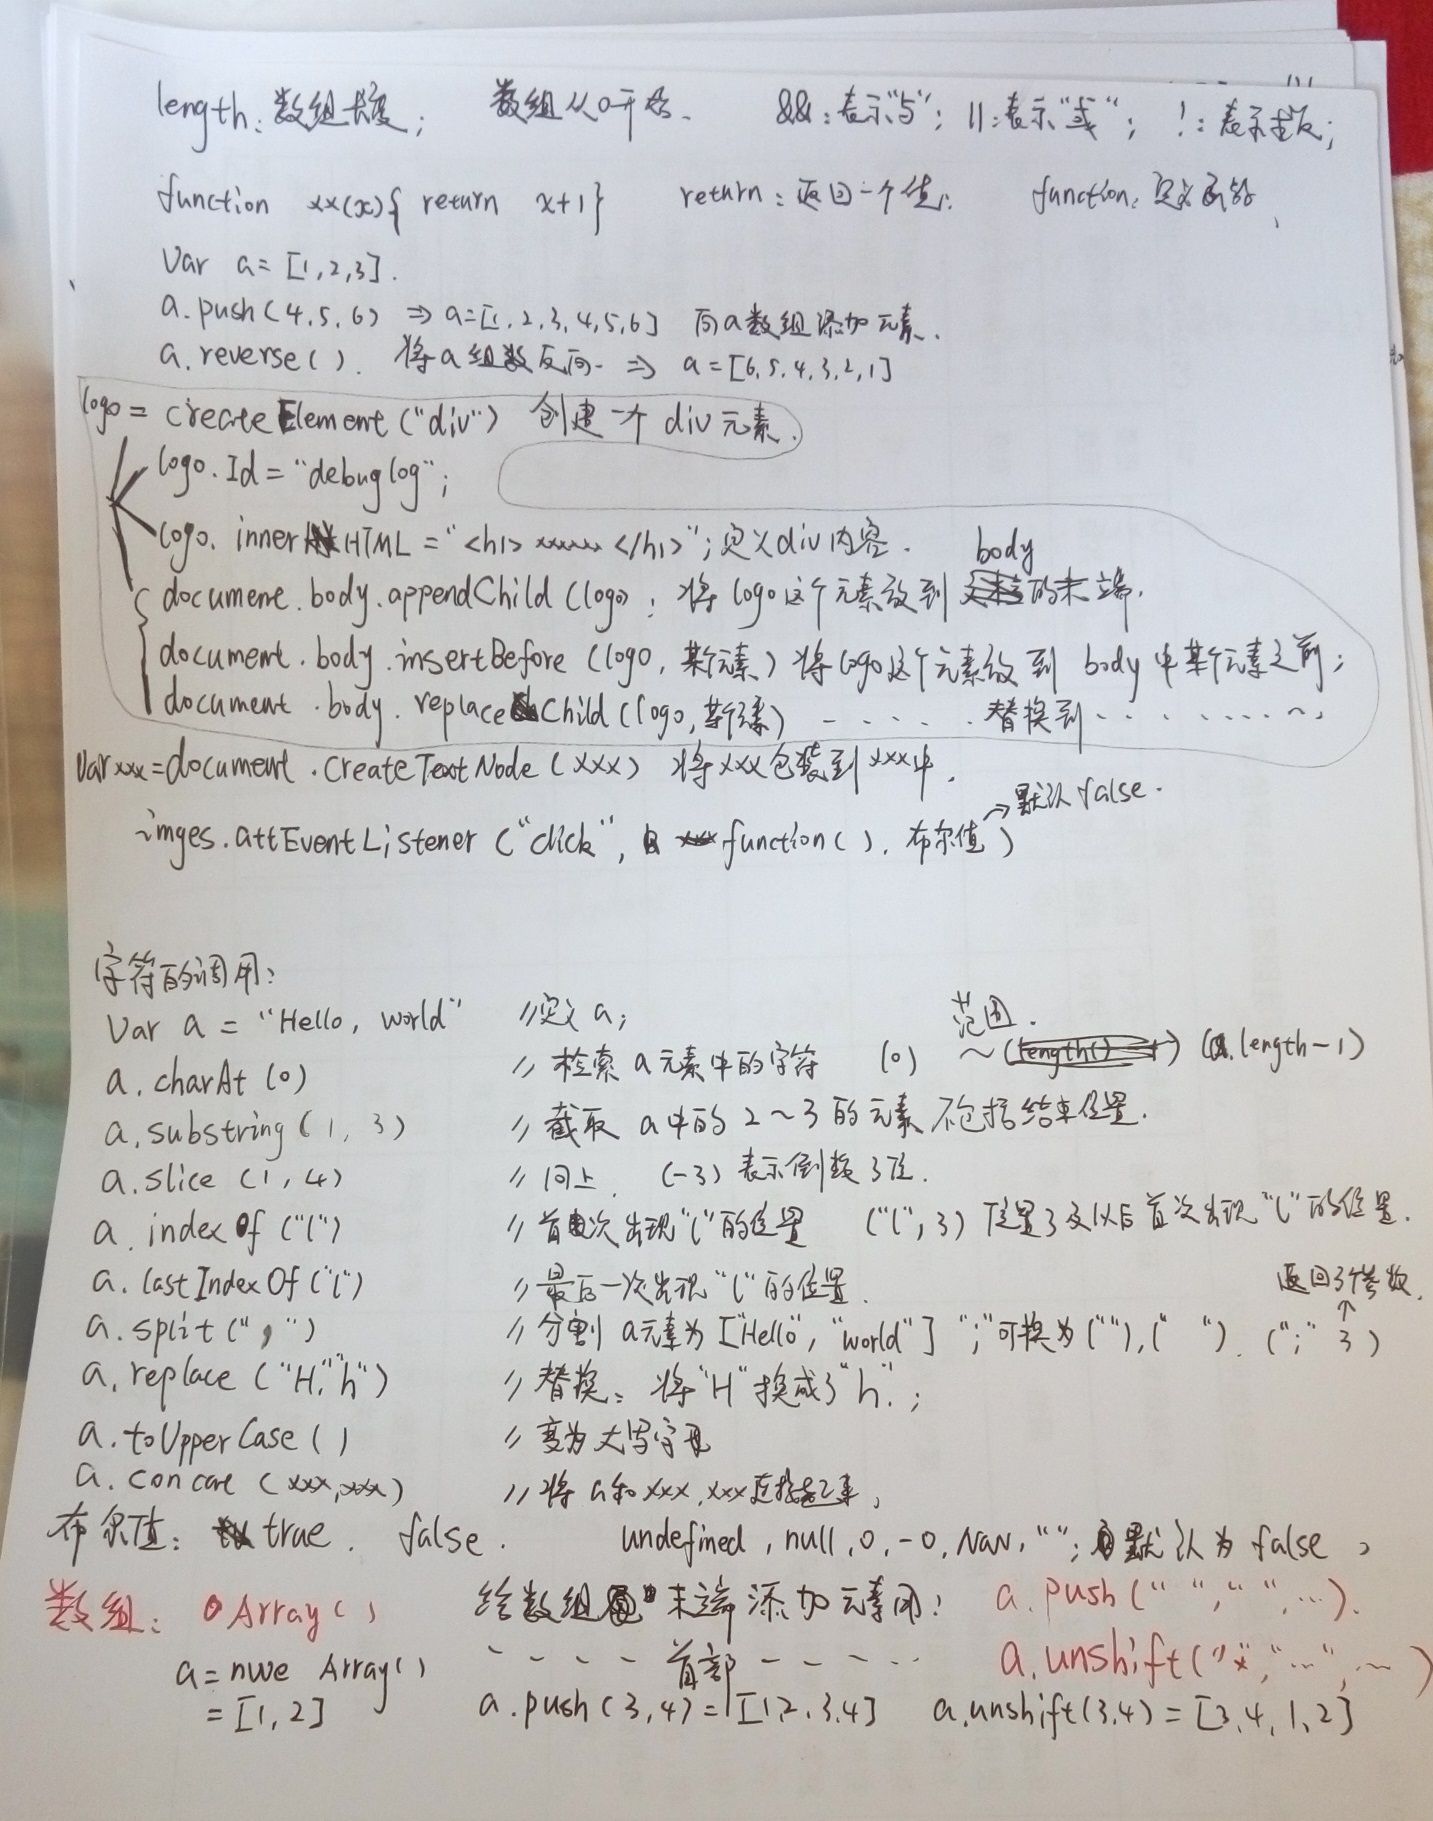 length: 数组长度; 数组从0开始、 &&:表示"与"; ||:表示"或"; !:表示或反;
function xx(x){ return x+1} return:返回一个值; function:定义函数、
Var a=[1,2,3].
a.push(4,5,6) ⇒ a=[1,2,3,4,5,6] 向a数组添加元素.
a.reverse(). 将a组数反向 ⇒ a=[6,5,4,3,2,1]
logo = createElement("div") 创建一个div元素.
logo.Id="debuglog";
logo.innerHTML="<h1> xxxxxx </h1>";定义div内容.
body
document.body.appendChild(logo); 将logo这个元素放到的末端.
document.body.insertBefore(logo,某个元素) 将logo这个元素放到body中某个元素之前;
document.body.replaceChild(logo,某个元素) - - - - . 替换到 - - - . . . . . ~.
Var xxx=document.createTextNode(xxx) 将xxx包装到xxx中.
→默认false.
imges.attEventListener("click", function(),布尔值)
字符的调用:
Var a = "Hello, world" //定义a; 范围.
a.charAt(0) //检索a元素中的字符 (0) ~ (a.length-1)
a.substring(1,3) //截取a中的2~3的元素不包括结束位置.
a.slice(1,4) //同上. (-3)表示倒数3位.
a.indexOf("l") //首次出现"l"的位置 ("l",3)位置3及以后首次出现"l"的位置.
a.lastIndexOf("l") //最后一次出现"l"的位置.
返回3个参数.
↑
a.split(",") //分割a元素为["Hello","world"] ";"可换为(""),(" "). (";" 3)
a.replace("H","h") //替换:将"H"换成了"h".;
a.toUpperCase() //变为大写字母
a.concat(xxx,xxx) //将a和xxx,xxx连接起来,
布尔值: true. false. undefined,null,0,-0,NaN,"";默认为false,
数组: Array() 给数组末端添加元素用: a.push(" "," ",...).
a=nwe Array() - - - - 首部 - - - - - a.unshift("x","...",...)
=[1,2] a.push(3,4)=[1,2,3,4] a.unshift(3,4)=[3,4,1,2]